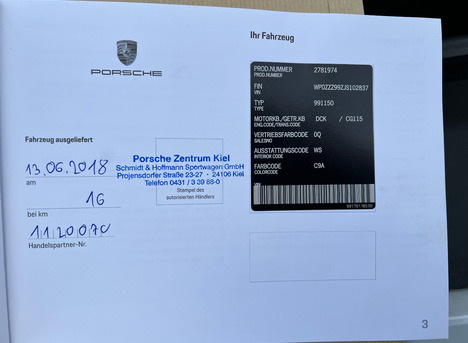 Ihr Fahrzeug
PORSCHE
PROD.NUMMER 2781974
PROD.NUMBER
FIN WP0ZZZ99ZJS102837
VIN
TYP 991150
TYPE
MOTORKB./GETR.KB DCK / CG115
ENG.CODE/TRANS.CODE
VERTRIEBSFARBCODE 0Q
SALESNO
AUSSTATTUNGSCODE WS
INTERIOR CODE
FARBCODE C9A
COLORCODE
VIN
Fahrzeug ausgeliefert
13.06.2018
am
16
bei km
1120070
Handelspartner-Nr.
Porsche Zentrum Kiel
Schmidt & Hoffmann Sportwagen GmbH
Projensdorfer Straße 23-27 • 24106 Kiel
Telefon 0431 / 3 39 88-0
Stempel des
autorisierten Händlers
3